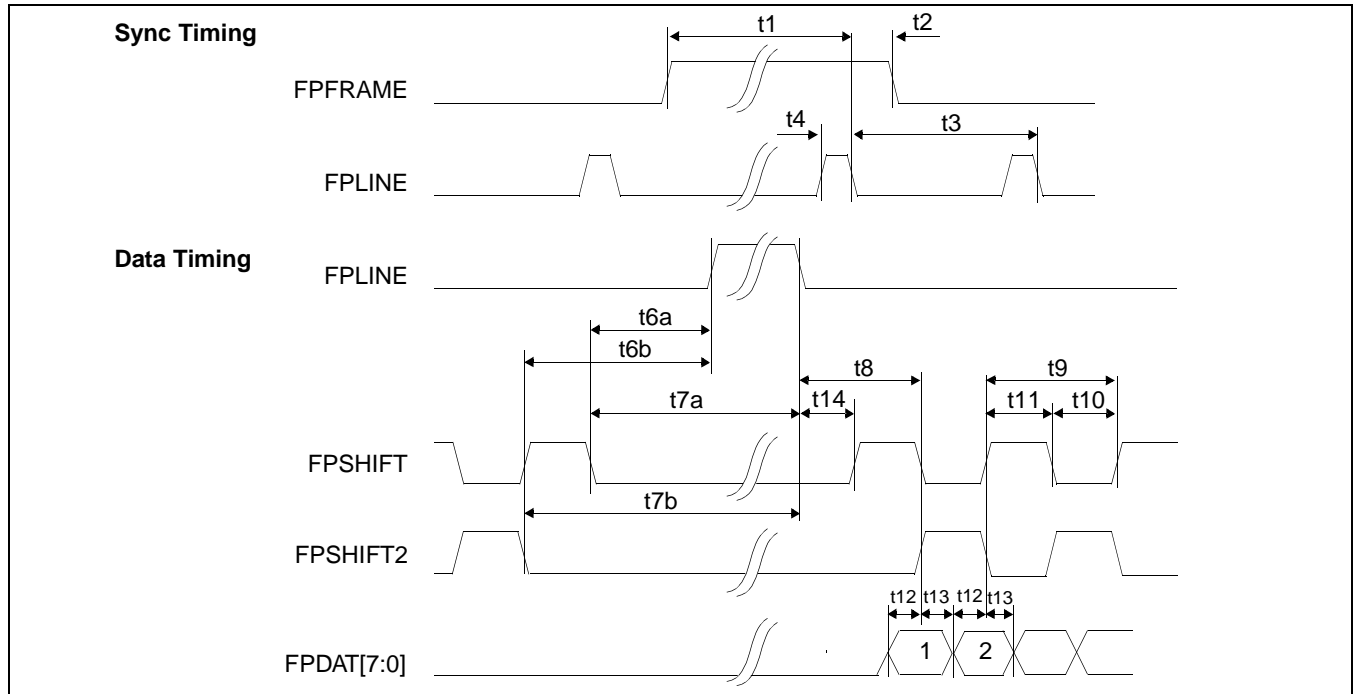 Sync Timing
t1
t2
FPFRAME
t4
t3
FPLINE
Data Timing
FPLINE
t6a
t6b
t8
t9
t7a
t14
t11
t10
FPSHIFT
t7b
FPSHIFT2
t12 t13 t12 t13
FPDAT[7:0]
1
2